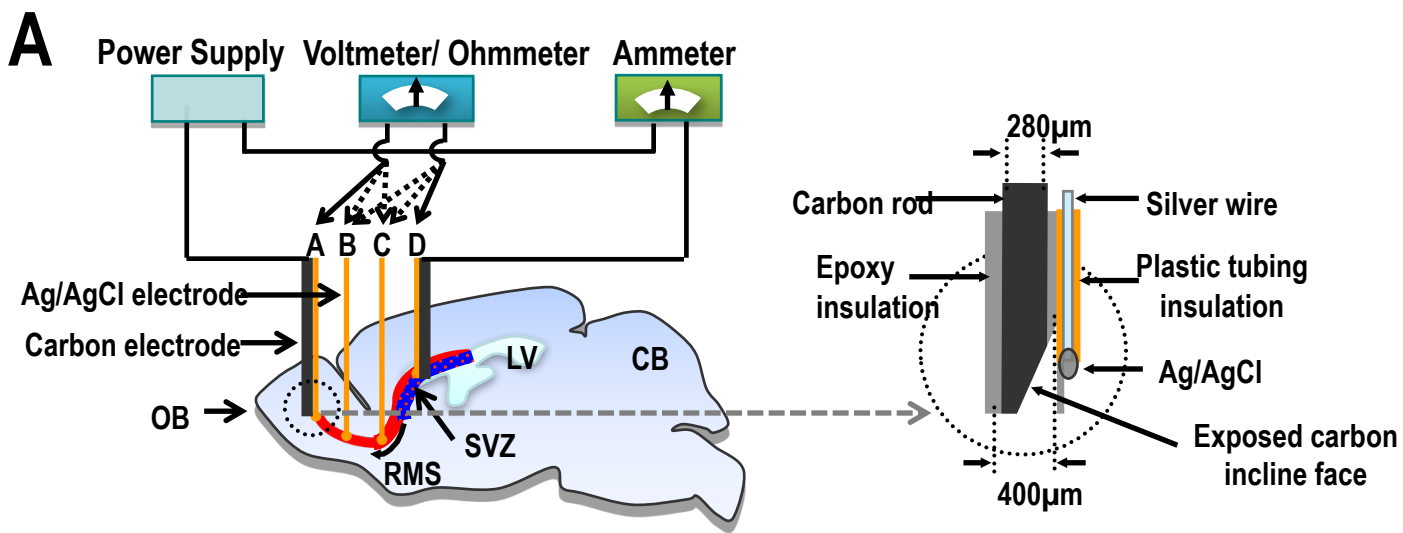 A
Power Supply
Voltmeter/ Ohmmeter
Ammeter
A B C D
Ag/AgCl electrode
Carbon electrode
OB
LV
CB
SVZ
RMS
280µm
Carbon rod
Silver wire
Epoxy
insulation
Plastic tubing
insulation
Ag/AgCl
Exposed carbon
incline face
400µm